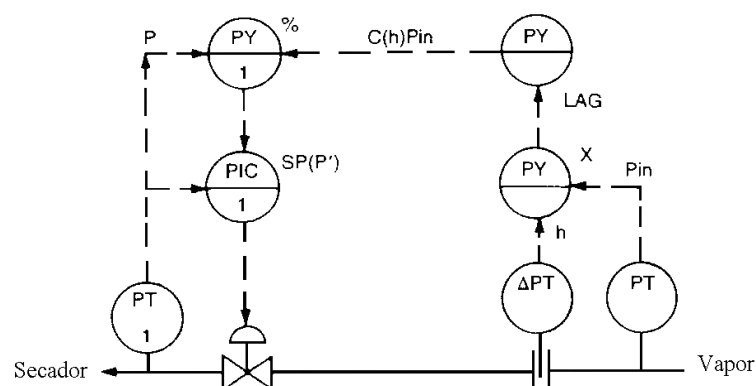 P
PY
1
%
C(h)Pin
PY
LAG
PIC
1
SP(P')
PY
X
Pin
h
PT
1
ΔPT
PT
Secador
Vapor